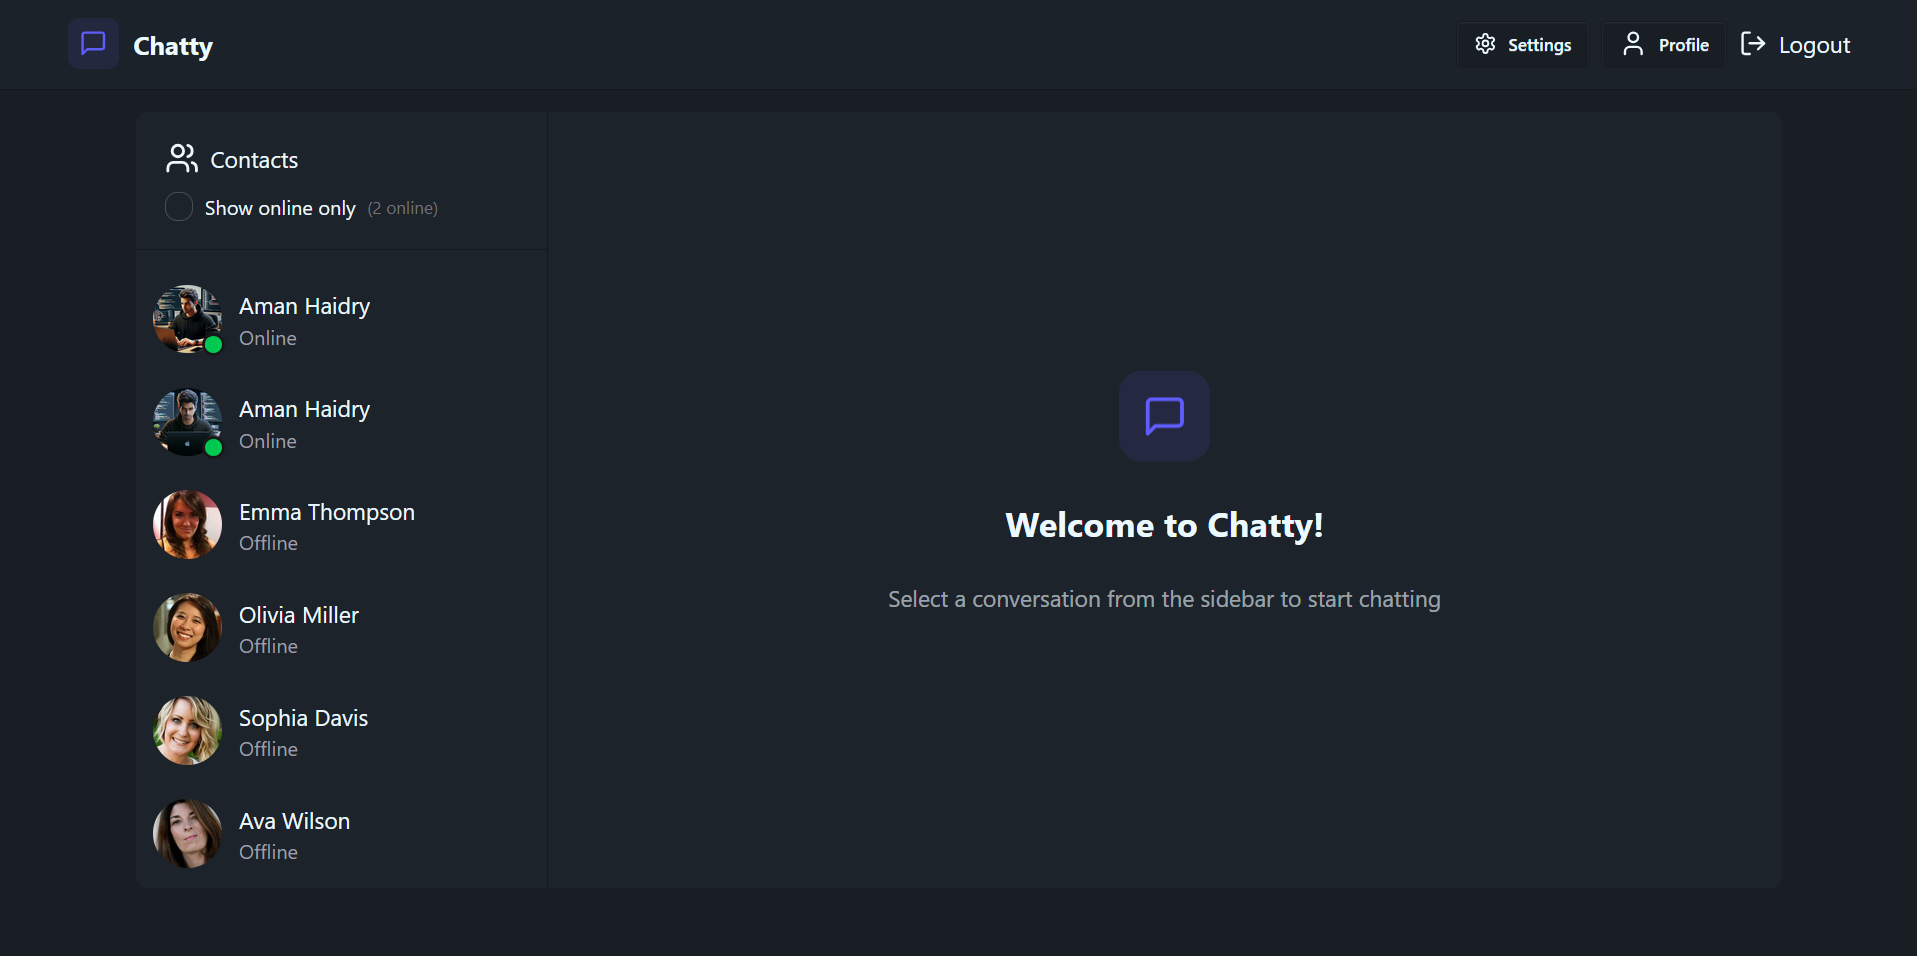 Chatty
Settings
Profile
Logout
Contacts
Show online only (2 online)
Aman Haidry
Online
Aman Haidry
Online
Emma Thompson
Offline
Olivia Miller
Offline
Sophia Davis
Offline
Ava Wilson
Offline
Welcome to Chatty!
Select a conversation from the sidebar to start chatting